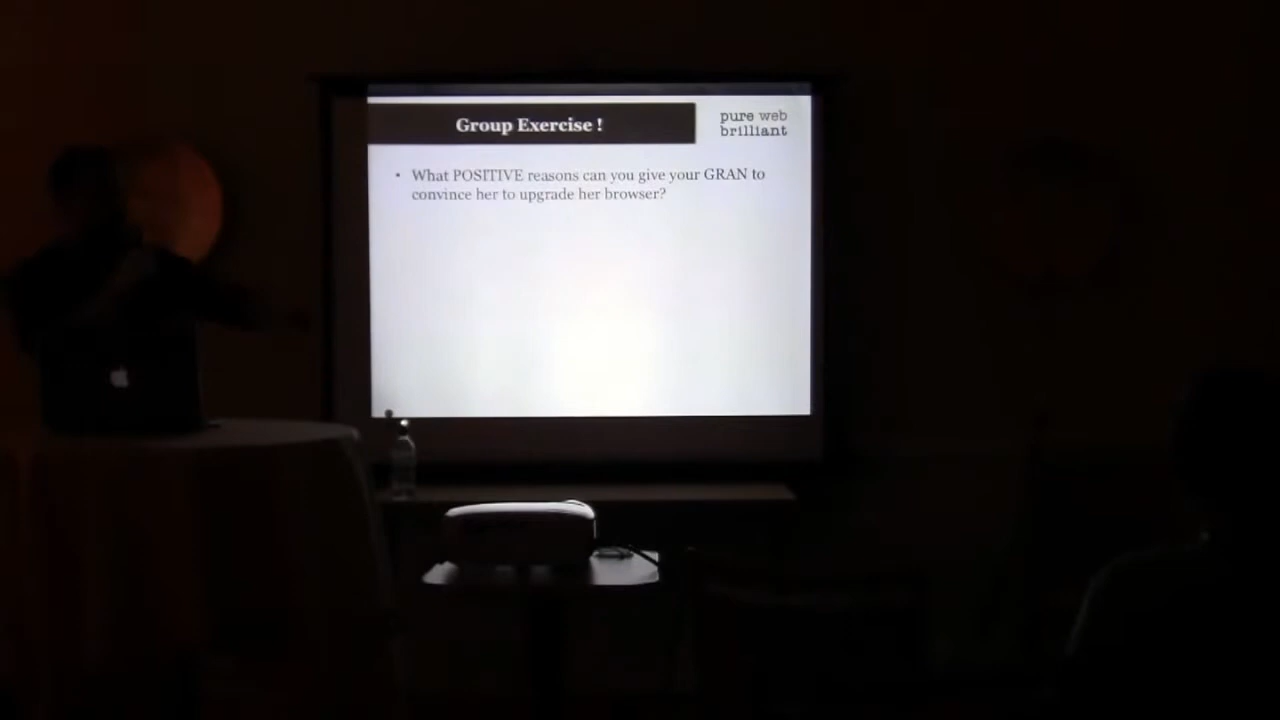 Group Exercise !
pure web
brilliant
• What POSITIVE reasons can you give your GRAN to
convince her to upgrade her browser?